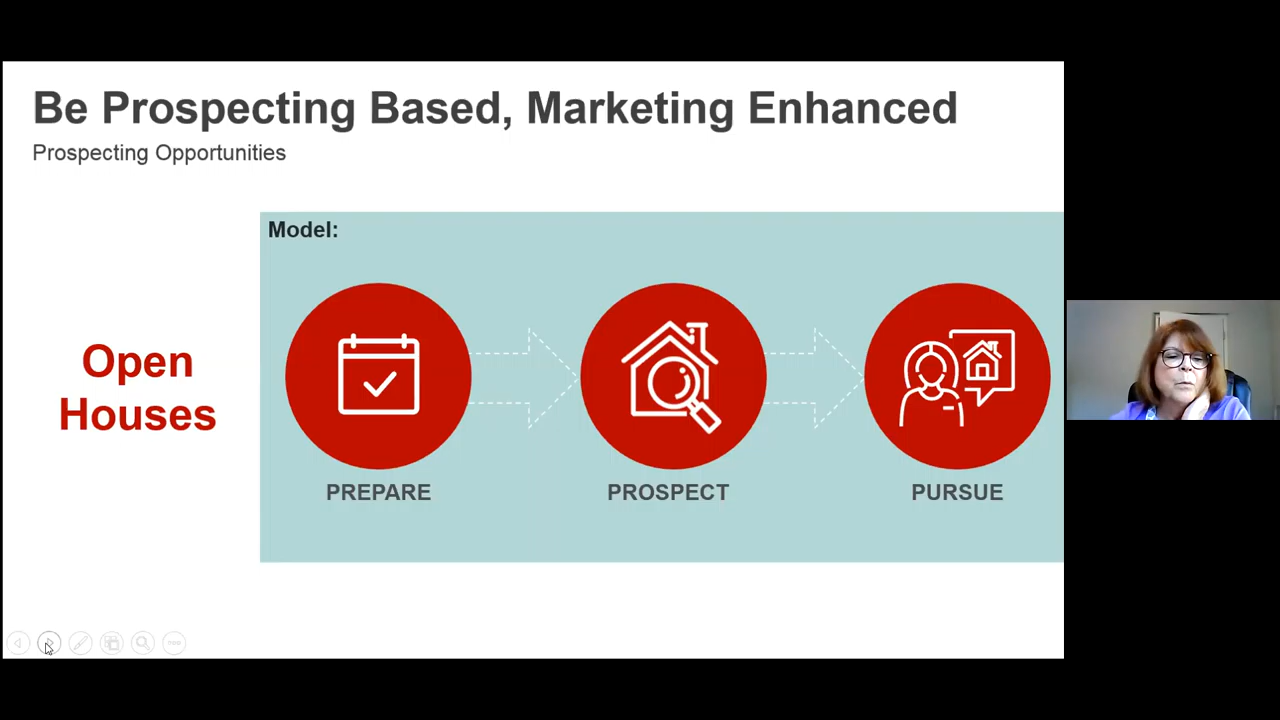 Be Prospecting Based, Marketing Enhanced
Prospecting Opportunities
Model:
Open
Houses
PREPARE
PROSPECT
PURSUE